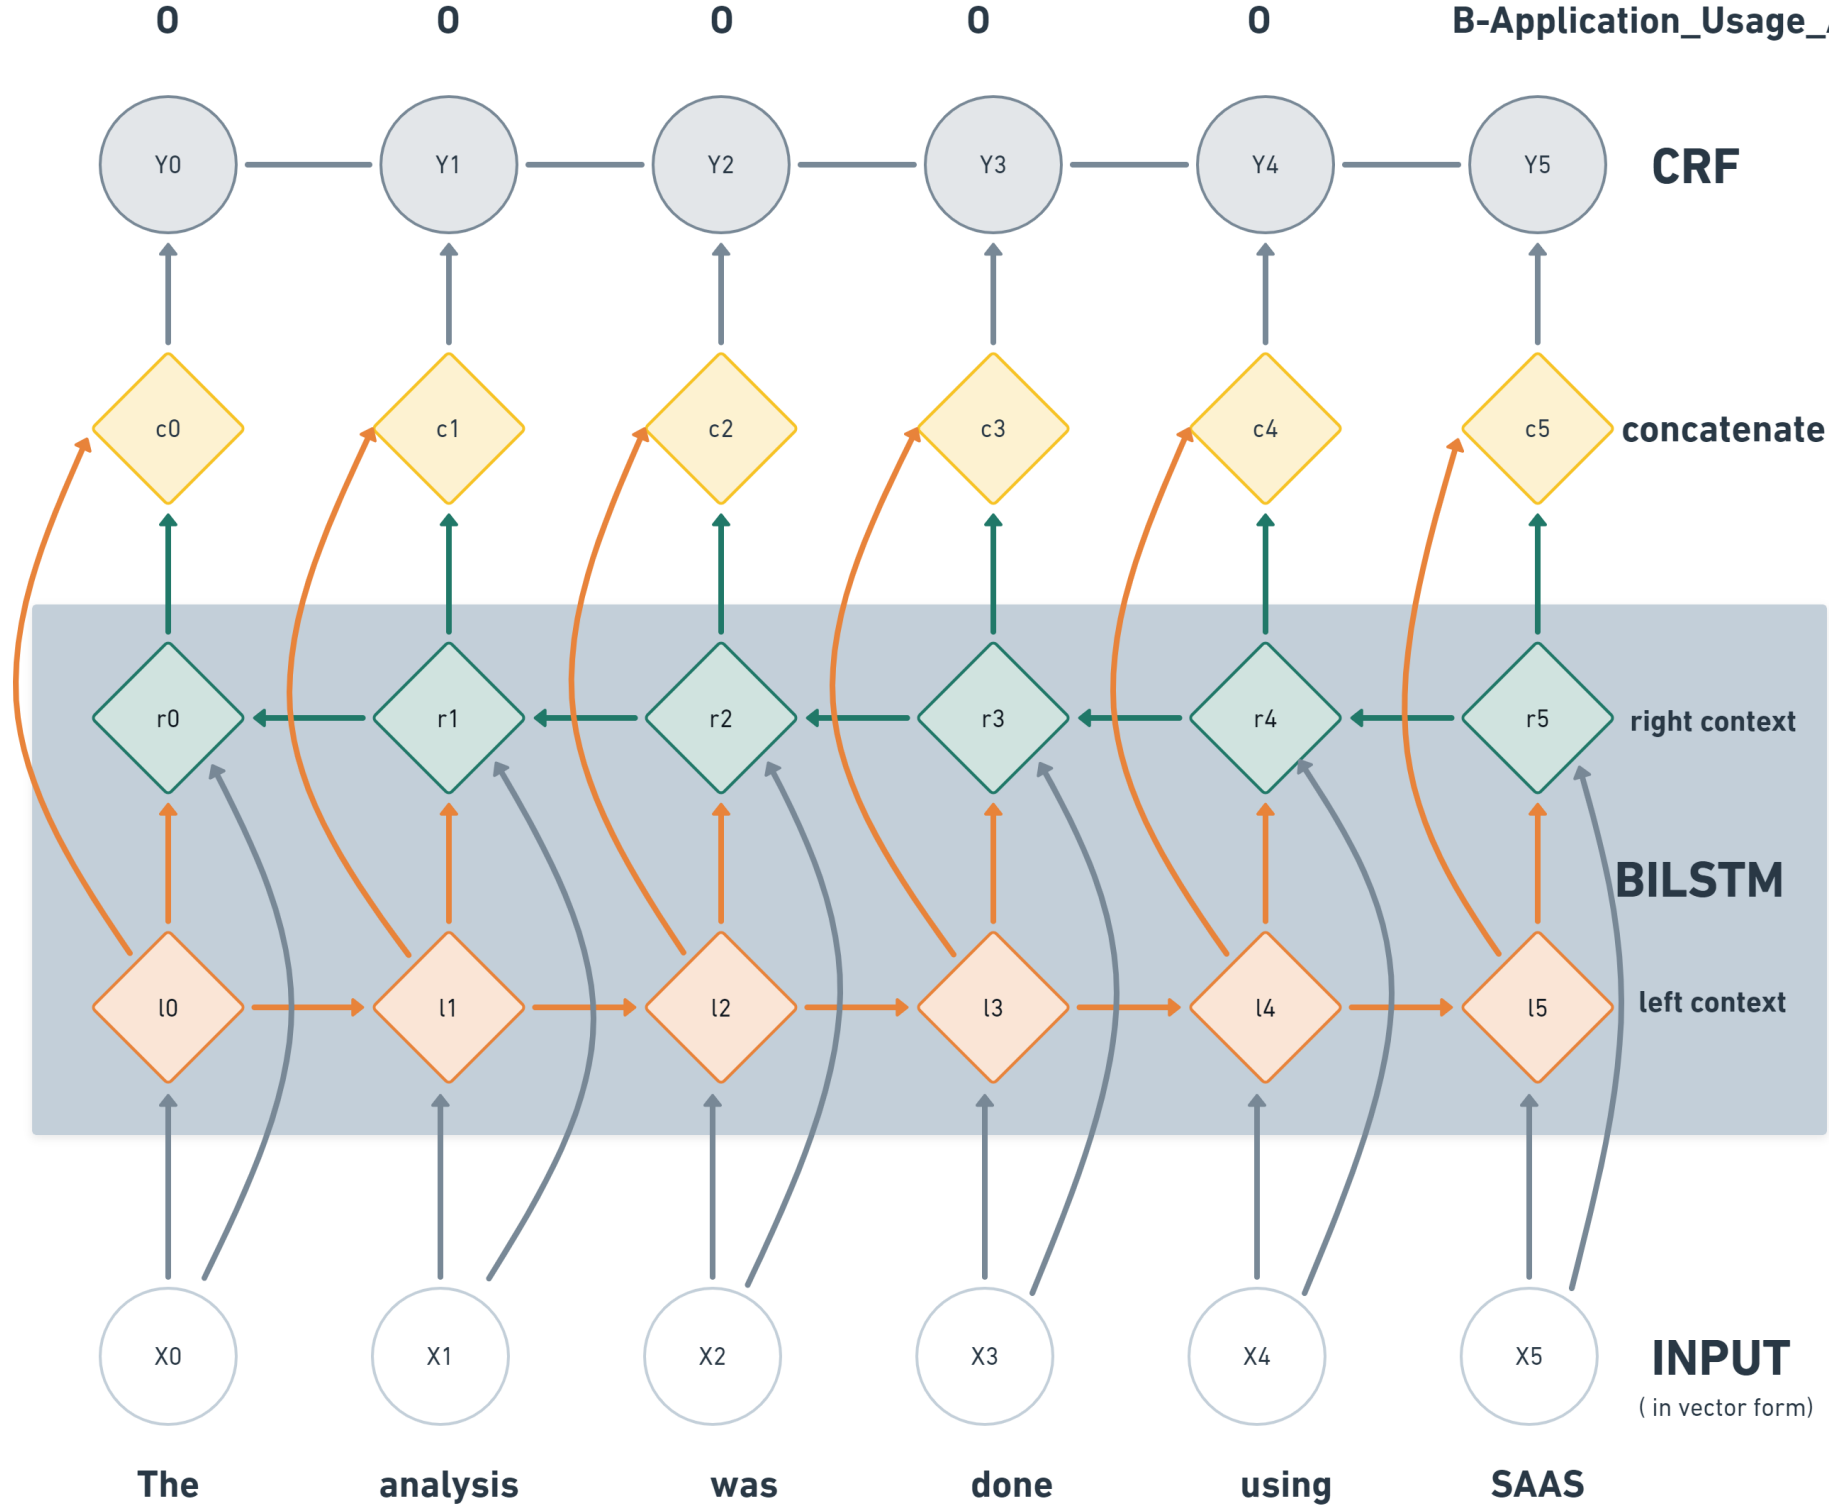 O O O O O B-Application_Usage_
Y0 Y1 Y2 Y3 Y4 Y5 CRF
c0 c1 c2 c3 c4 c5 concatenate
r0 r1 r2 r3 r4 r5 right context
BILSTM
l0 l1 l2 l3 l4 l5 left context
X0 X1 X2 X3 X4 X5 INPUT
( in vector form)
The analysis was done using SAAS